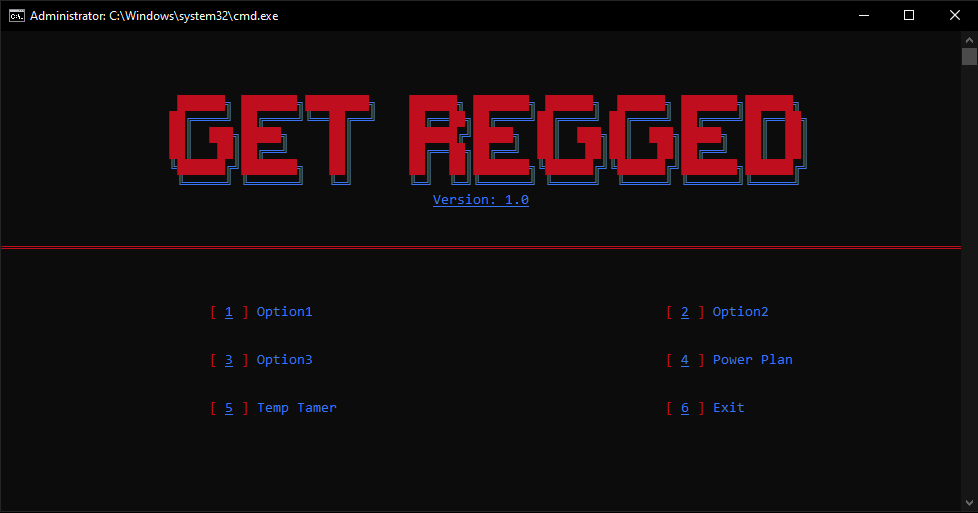 Administrator: C:\Windows\system32\cmd.exe
GET REGGED
Version: 1.0
[ 1 ] Option1 [ 2 ] Option2
[ 3 ] Option3 [ 4 ] Power Plan
[ 5 ] Temp Tamer [ 6 ] Exit